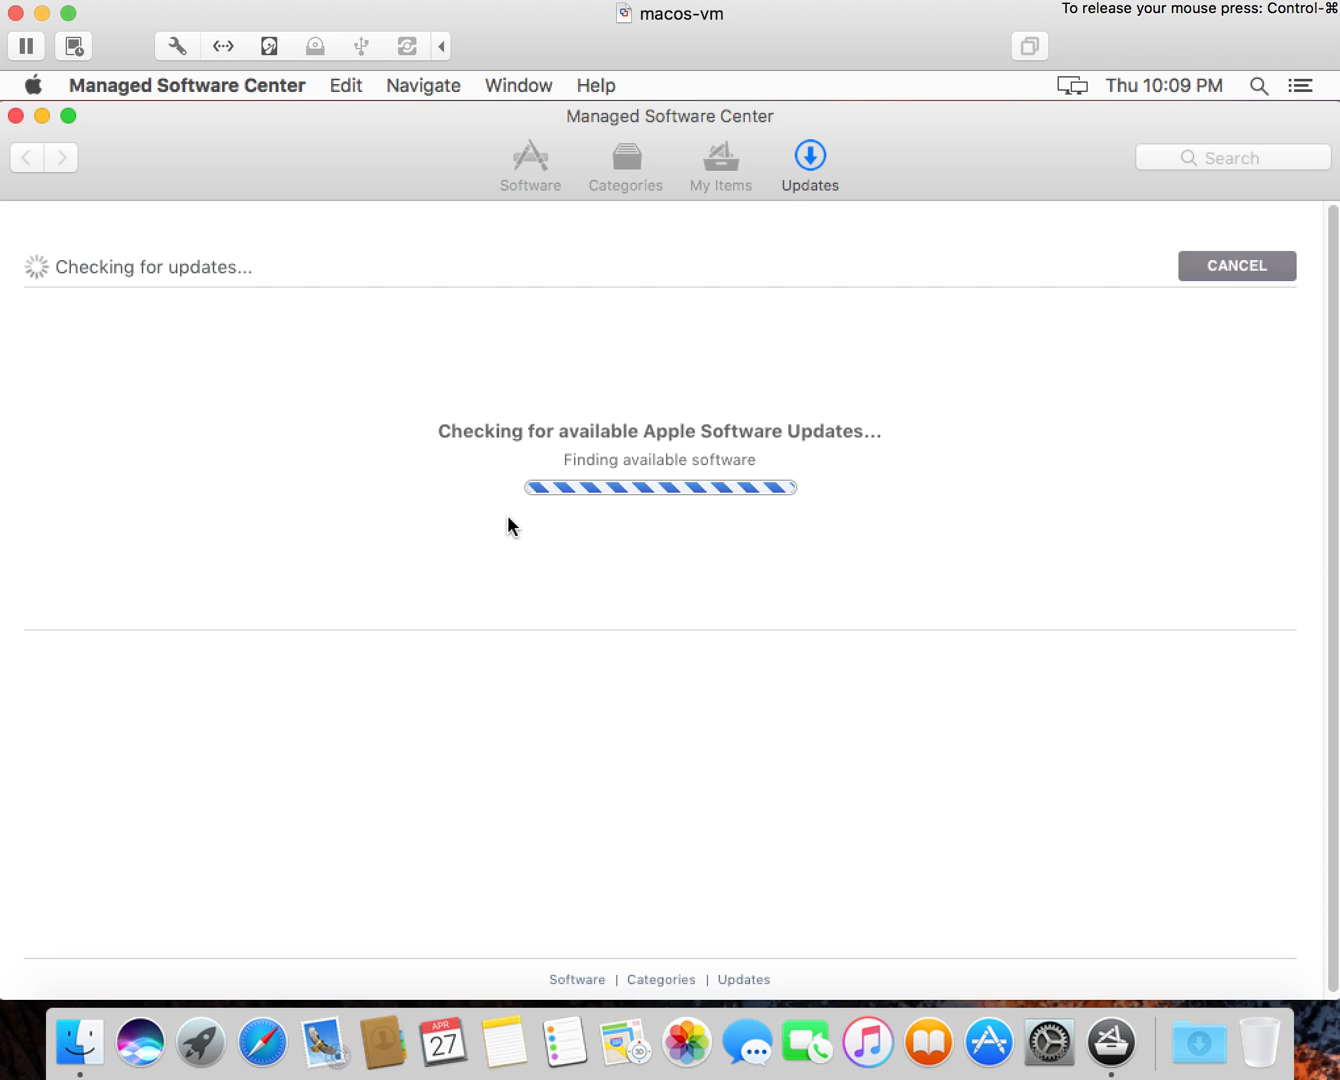 macos-vm
To release your mouse press: Control-⌘
Managed Software Center Edit Navigate Window Help Thu 10:09 PM
Managed Software Center
Software Categories My Items Updates
Search
Checking for updates...
CANCEL
Checking for available Apple Software Updates...
Finding available software
Software | Categories | Updates
APR
27